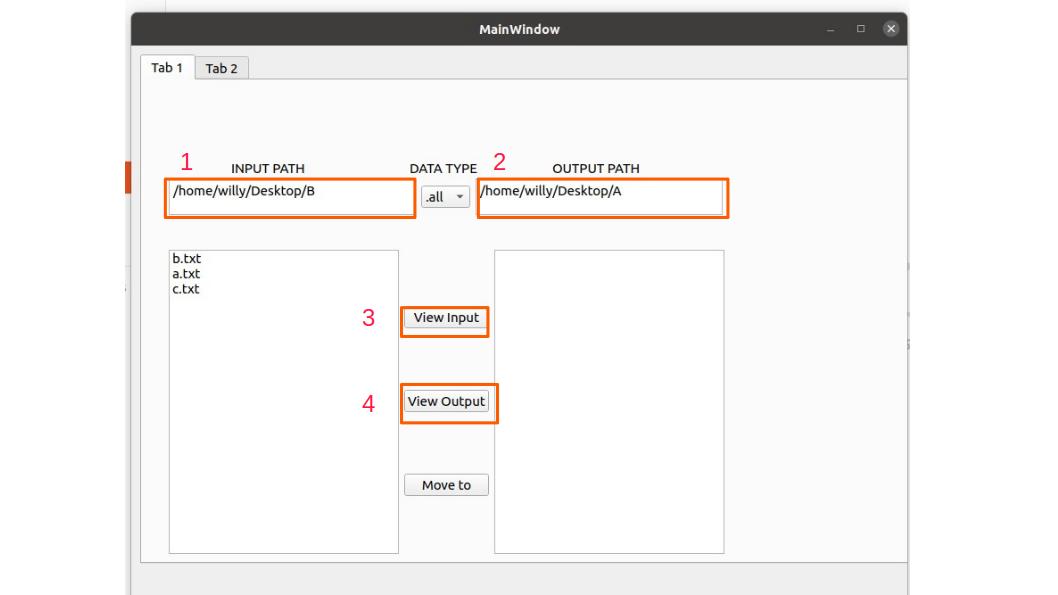 MainWindow
Tab 1
Tab 2
1
INPUT PATH
DATA TYPE
2
OUTPUT PATH
/home/willy/Desktop/B
.all
/home/willy/Desktop/A
b.txt
a.txt
c.txt
3
View Input
4
View Output
Move to